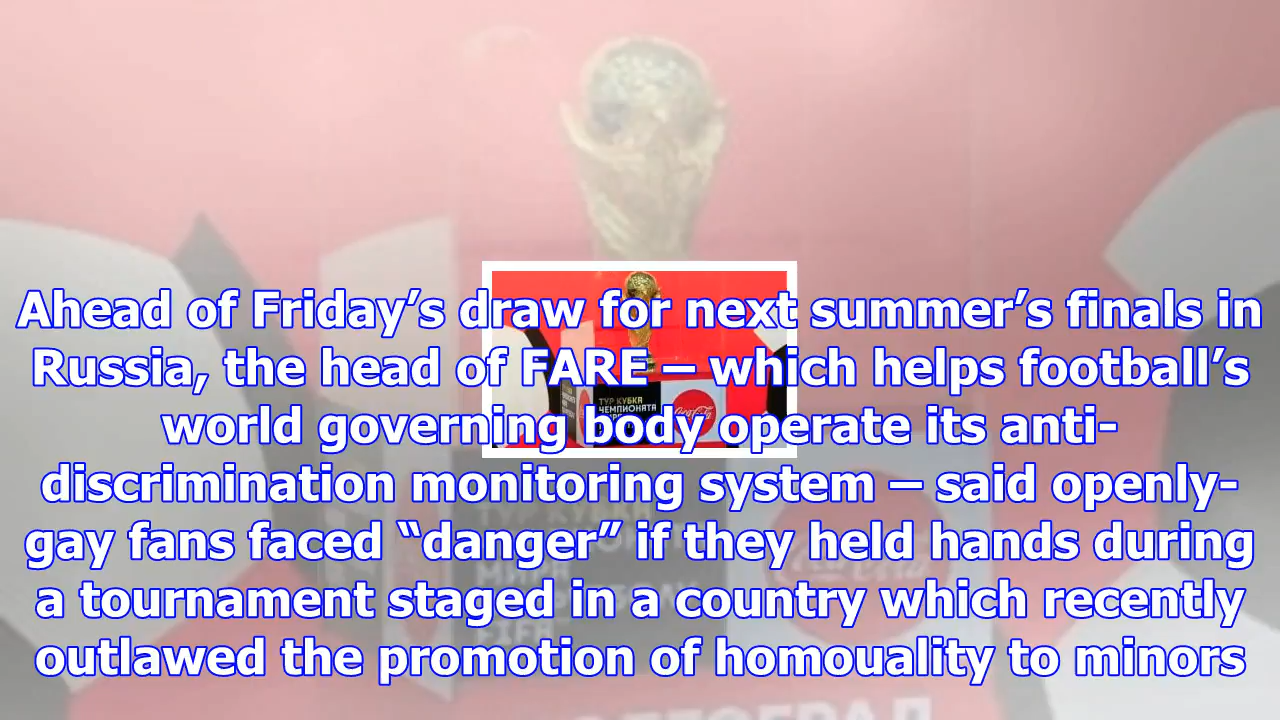 Ahead of Friday’s draw for next summer’s finals in
Russia, the head of FARE – which helps football’s
world governing body operate its anti-
discrimination monitoring system – said openly-
gay fans faced “danger” if they held hands during
a tournament staged in a country which recently
outlawed the promotion of homouality to minors
ТУР КУБКА
ЧЕМПИОНАТА
Coca-Cola